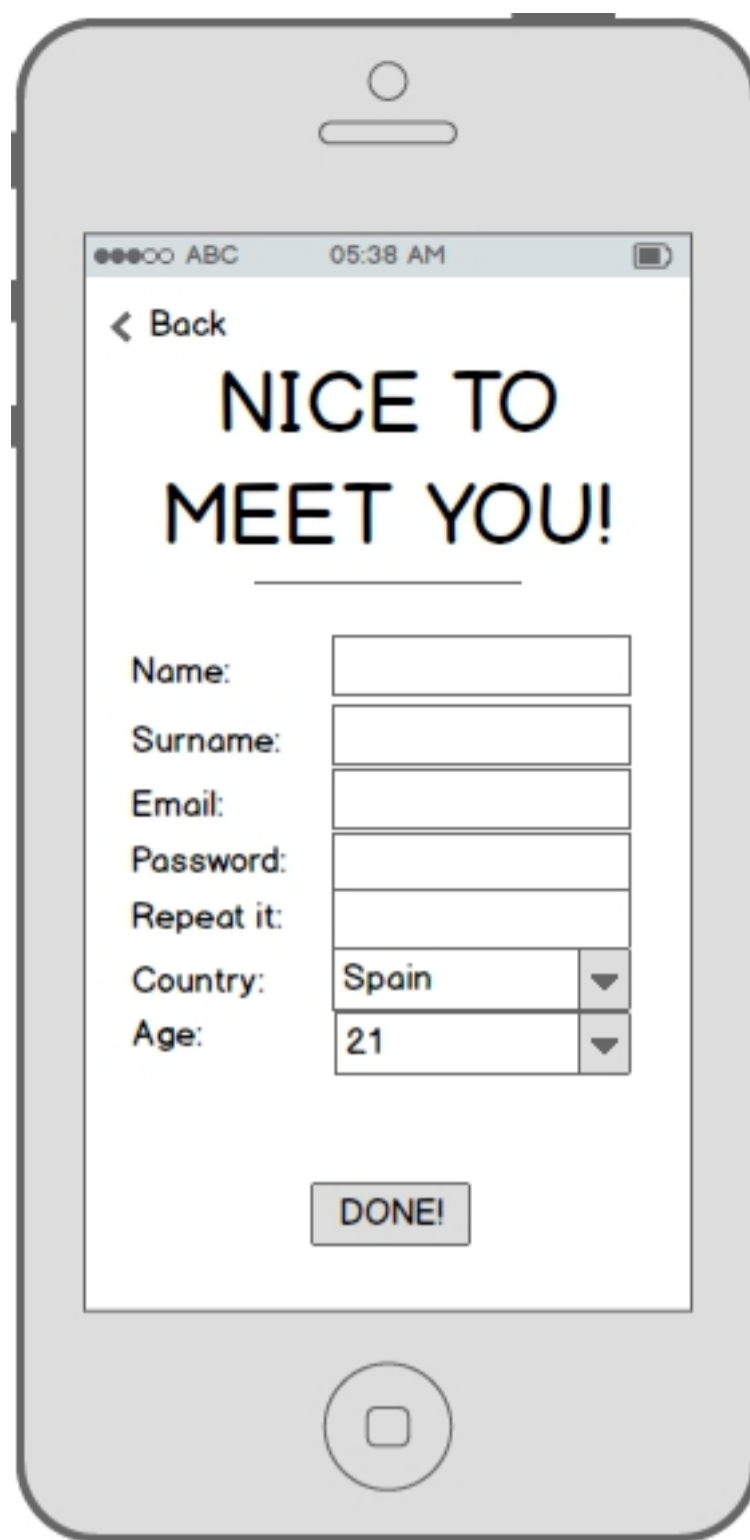 ABC 05:38 AM
Back
NICE TO
MEET YOU!
Name:
Surname:
Email:
Password:
Repeat it:
Country: Spain
Age: 21
DONE!